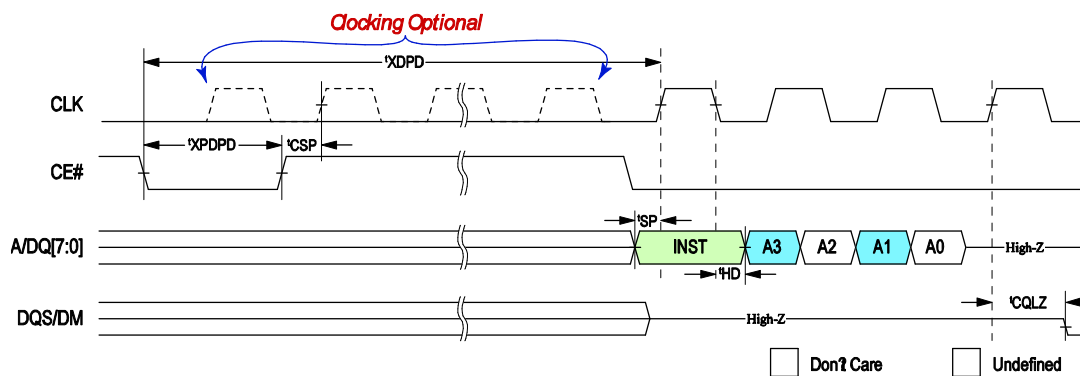 Clocking Optional
tXDPD
CLK
tXPDPD
tCSP
CE#
tSP
A/DQ[7:0]
INST
A3
A2
A1
A0
High-Z
tHD
tCQLZ
DQS/DM
High-Z
Don? Care
Undefined